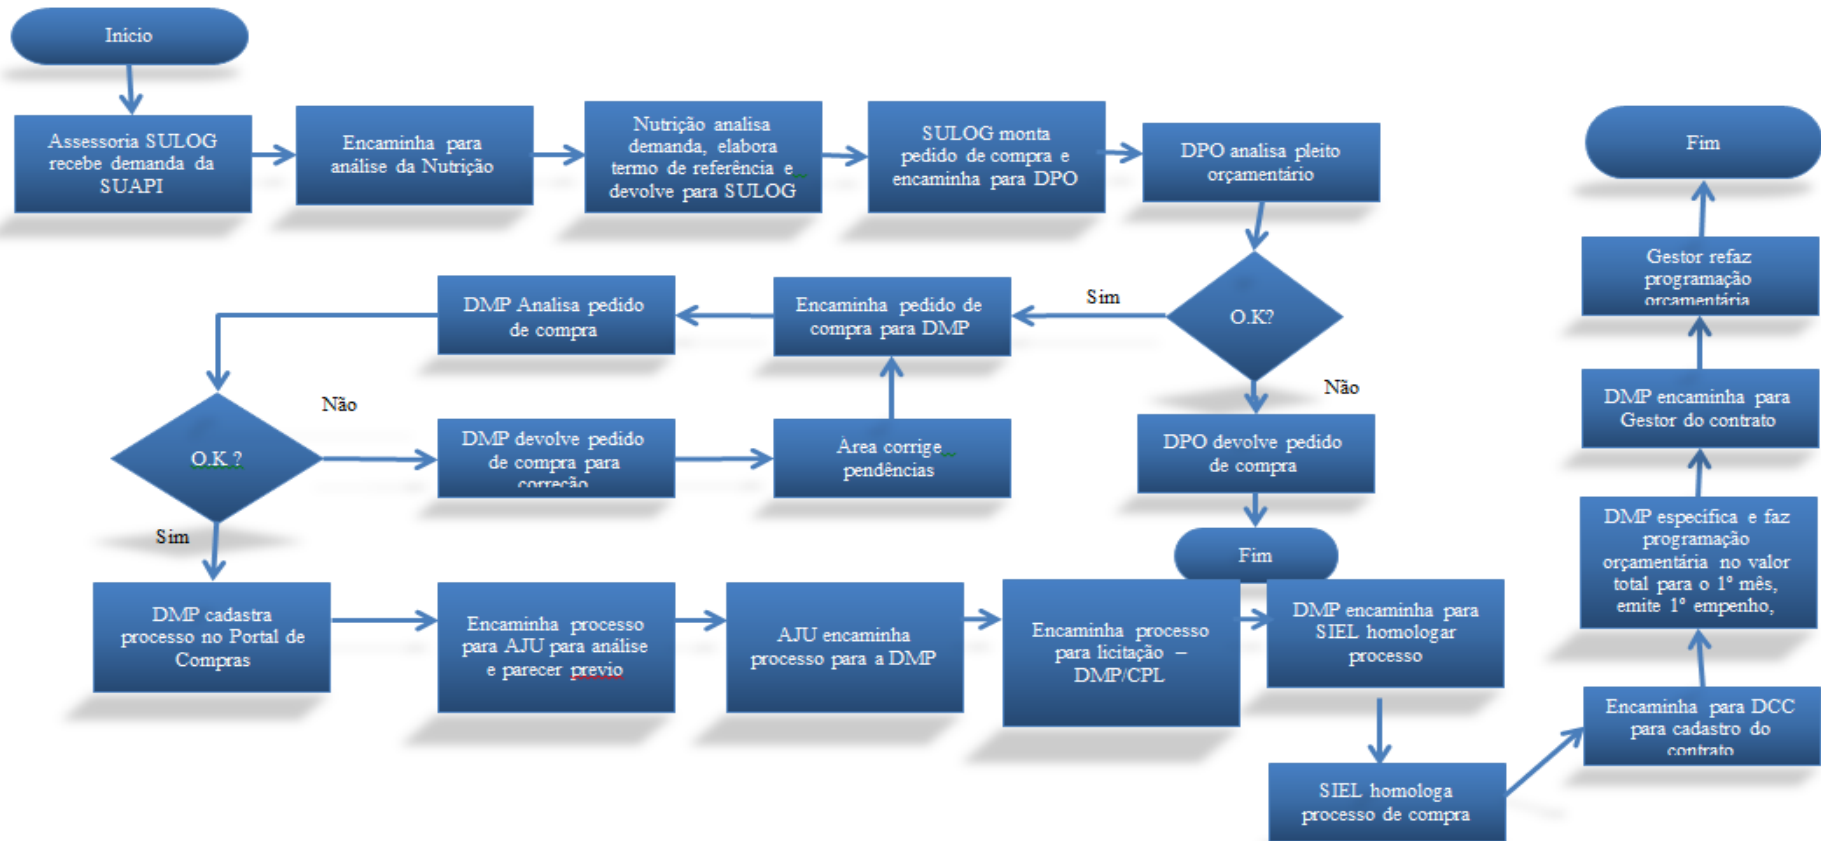 Início
Assessoria SULOG
recebe demanda da
SUAPI
Encaminha para
análise da Nutrição
Nutrição analisa
demanda, elabora
termo de referência e
devolve para SULOG
SULOG monta
pedido de compra e
encaminha para DPO
DPO analisa pleito
orçamentário
O.K?
Sim
Não
Encaminha pedido de
compra para DMP
DMP Analisa pedido
de compra
O.K ?
Não
Sim
DMP devolve pedido
de compra para
correção
Área corrige
pendências
DPO devolve pedido
de compra
Fim
DMP cadastra
processo no Portal de
Compras
Encaminha processo
para AJU para análise
e parecer previo
AJU encaminha
processo para a DMP
Encaminha processo
para licitação –
DMP/CPL
DMP encaminha para
SIEL homologar
processo
SIEL homologa
processo de compra
Encaminha para DCC
para cadastro do
contrato
DMP específica e faz
programação
orçamentária no valor
total para o 1º mês,
emite 1º empenho,
DMP encaminha para
Gestor do contrato
Gestor refaz
programação
orçamentária
Fim